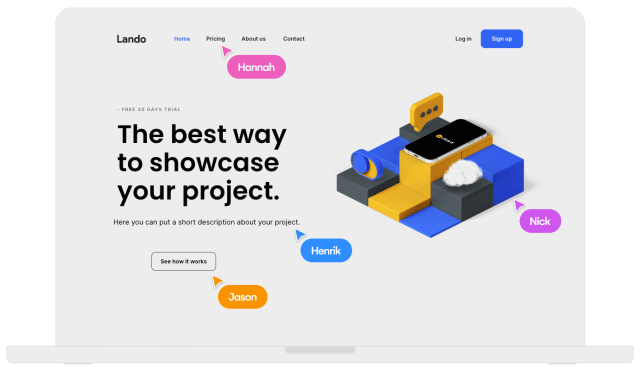 Lando
Home Pricing About us Contact
Log in Sign up
Hannah
- FREE 30 DAYS TRIAL
The best way
to showcase
your project.
Here you can put a short description about your project.
Nick
Henrik
See how it works
Jason